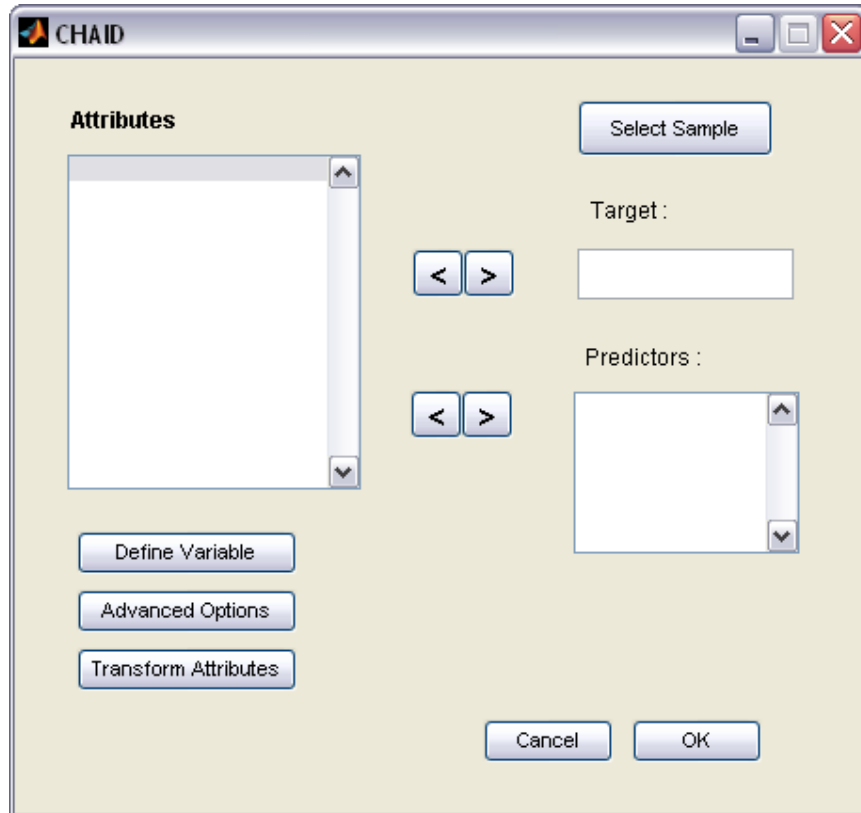 CHAID
Attributes
Select Sample
Target :
< >
Predictors :
< >
Define Variable
Advanced Options
Transform Attributes
Cancel
OK